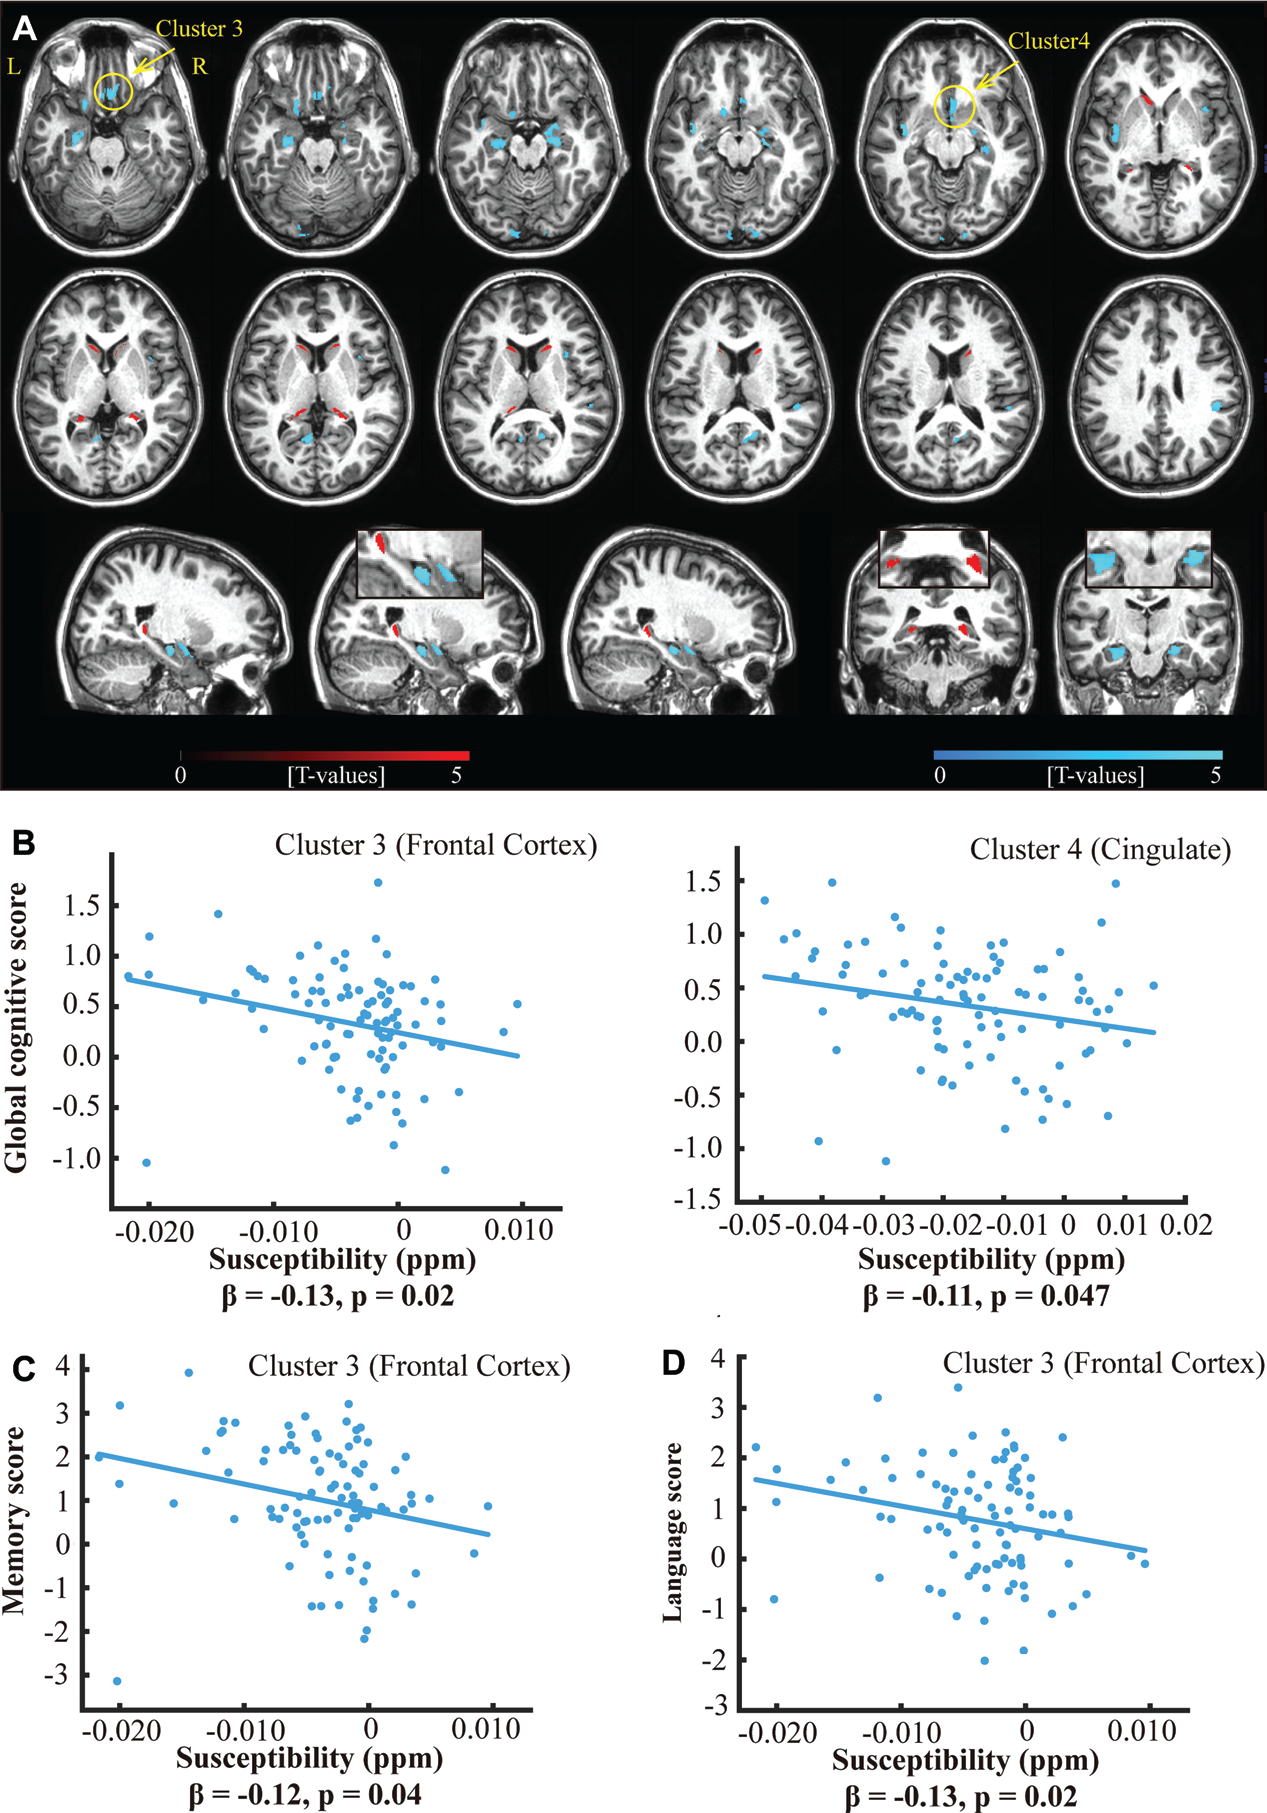 A
Cluster 3
Cluster4
L
R
0 [T-values] 5
0 [T-values] 5
B
Cluster 3 (Frontal Cortex)
Global cognitive score
1.5
1.0
0.5
0.0
-0.5
-1.0
-0.020 -0.010 0 0.010
Susceptibility (ppm)
β = -0.13, p = 0.02
Cluster 4 (Cingulate)
1.5
1.0
0.5
0.0
-0.5
-1.0
-1.5
-0.05 -0.04 -0.03 -0.02 -0.01 0 0.01 0.02
Susceptibility (ppm)
β = -0.11, p = 0.047
C
Cluster 3 (Frontal Cortex)
Memory score
4
3
2
1
0
-1
-2
-3
-0.020 -0.010 0 0.010
Susceptibility (ppm)
β = -0.12, p = 0.04
D
Cluster 3 (Frontal Cortex)
Language score
4
3
2
1
0
-1
-2
-3
-0.020 -0.010 0 0.010
Susceptibility (ppm)
β = -0.13, p = 0.02